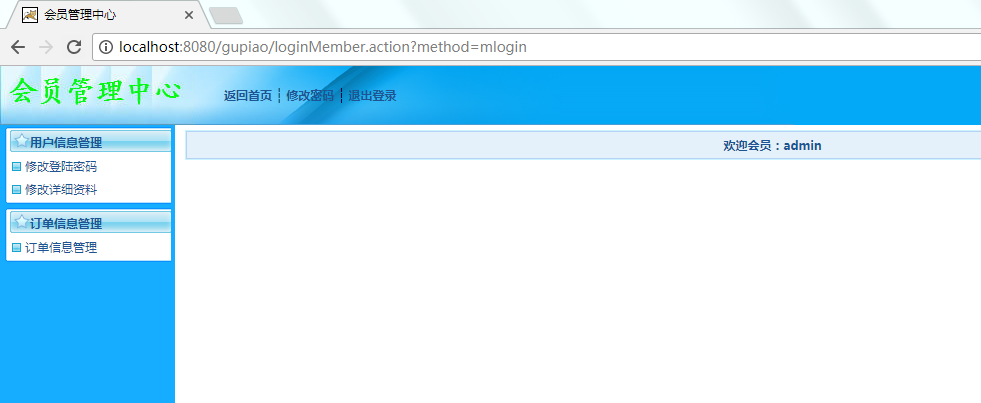 会员管理中心
localhost:8080/gupiao/loginMember.action?method=mlogin
会员管理中心
返回首页 | 修改密码 | 退出登录
用户信息管理
修改登陆密码
修改详细资料
订单信息管理
订单信息管理
欢迎会员：admin